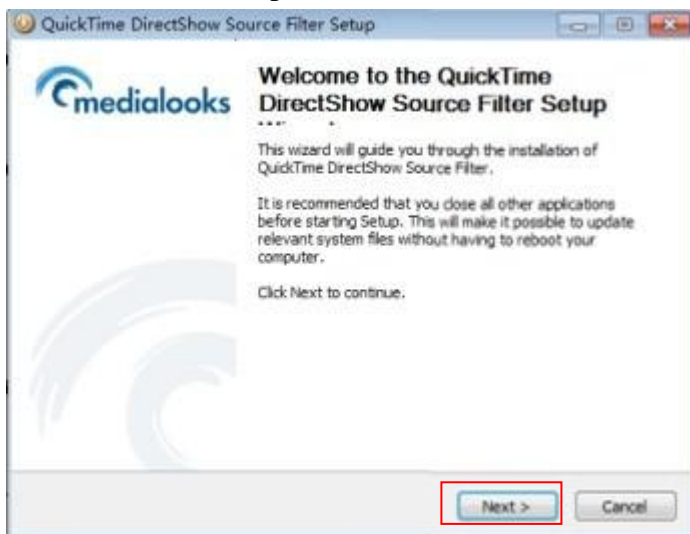 QuickTime DirectShow Source Filter Setup
medialooks
Welcome to the QuickTime
DirectShow Source Filter Setup
This wizard will guide you through the installation of
QuickTime DirectShow Source Filter.
It is recommended that you close all other applications
before starting Setup. This will make it possible to update
relevant system files without having to reboot your
computer.
Click Next to continue.
Next >
Cancel